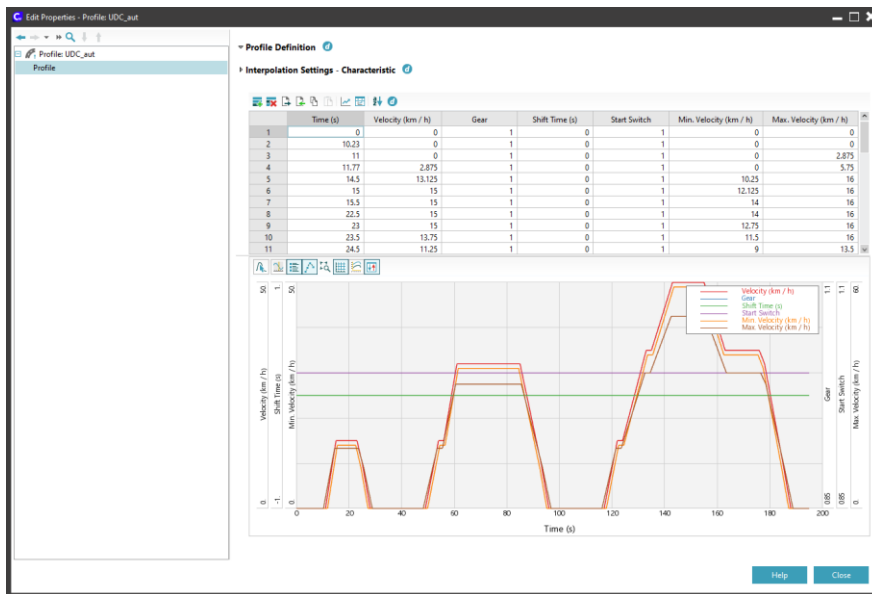 Edit Properties - Profile: UDC_aut
Profile: UDC_aut
Profile
Profile Definition
Interpolation Settings - Characteristic
Time (s) Velocity (km / h) Gear Shift Time (s) Start Switch Min. Velocity (km / h) Max. Velocity (km / h)
1 0 0 1 0 1 0 0
2 10.23 0 1 0 1 0 0
3 11 0 1 0 1 0 2.875
4 11.77 2.875 1 0 1 0 5.75
5 14.5 13.125 1 0 1 10.25 16
6 15 15 1 0 1 12.125 16
7 15.5 15 1 0 1 14 16
8 22.5 15 1 0 1 14 16
9 23 15 1 0 1 12.75 16
10 23.5 13.75 1 0 1 11.5 16
11 24.5 11.25 1 0 1 9 13.5
Velocity (km / h)
Gear
Shift Time (s)
Start Switch
Min. Velocity (km / h)
Max. Velocity (km / h)
50. 1. 50. 1.1 1.1 60.
Velocity (km / h) Shift Time (s) Min. Velocity (km / h) Gear Start Switch Max. Velocity (km / h)
0. -1. 0. 0.85 0.85 0.
0 20 40 60 80 100 120 140 160 180 200
Time (s)
Help Close